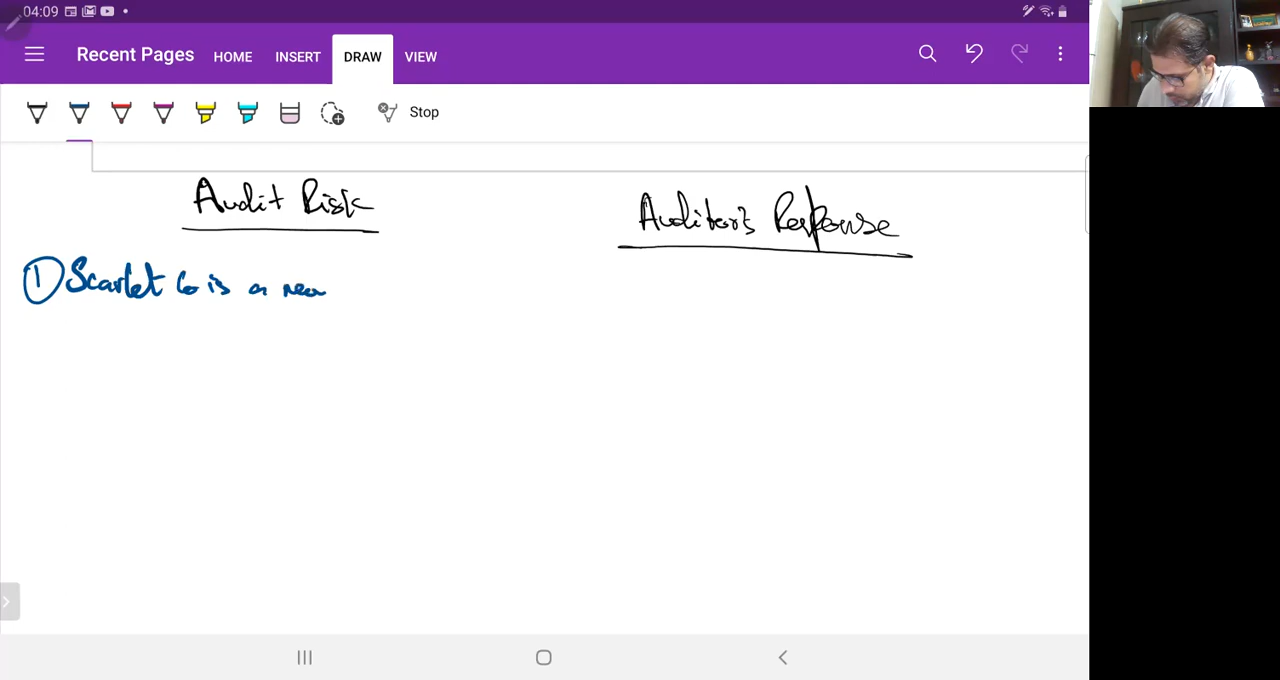 04:09
Recent Pages HOME INSERT DRAW VIEW
Stop
Audit Risk
Auditor's Response
① Scarlet Co is a new